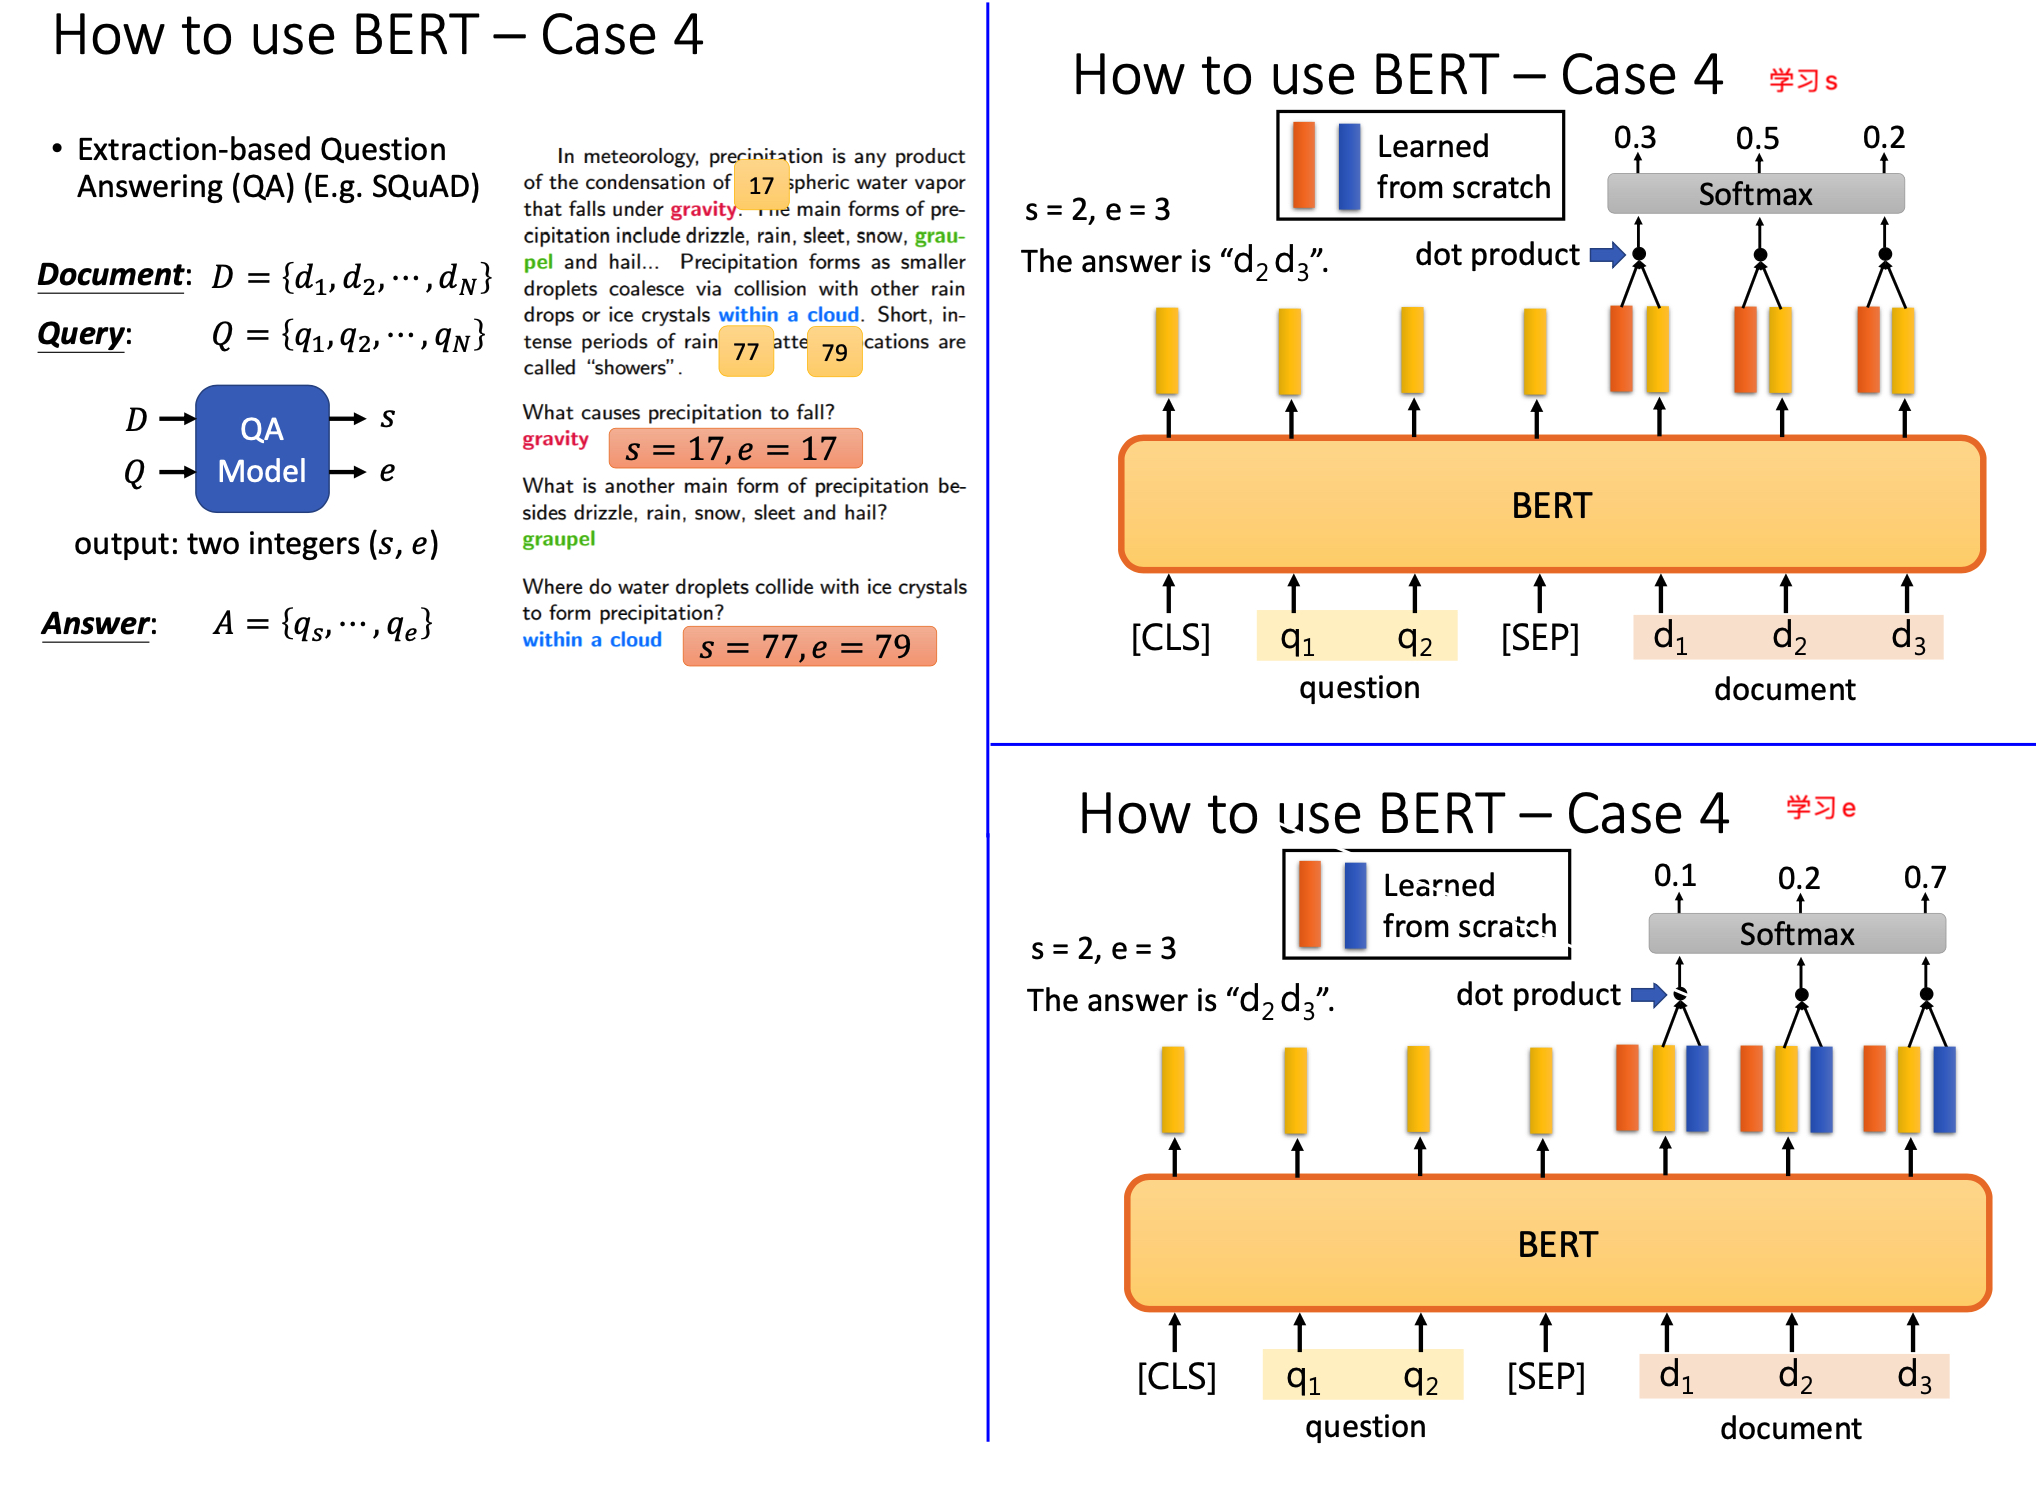 How to use BERT – Case 4
• Extraction-based Question
Answering (QA) (E.g. SQuAD)
Document: D = {d₁, d₂, ⋯, d_N}
Query: Q = {q₁, q₂, ⋯, q_N}
D
Q
QA
Model
s
e
output: two integers (s, e)
Answer: A = {q_s, ⋯, q_e}
In meteorology, precipitation is any product
of the condensation of 17 spheric water vapor
that falls under gravity. The main forms of pre-
cipitation include drizzle, rain, sleet, snow, grau-
pel and hail... Precipitation forms as smaller
droplets coalesce via collision with other rain
drops or ice crystals within a cloud. Short, in-
tense periods of rain 77 atte 79 cations are
called “showers”.
What causes precipitation to fall?
gravity s = 17, e = 17
What is another main form of precipitation be-
sides drizzle, rain, snow, sleet and hail?
graupel
Where do water droplets collide with ice crystals
to form precipitation?
within a cloud s = 77, e = 79
How to use BERT – Case 4 学习 s
Learned
from scratch
0.3 0.5 0.2
Softmax
s = 2, e = 3
dot product
The answer is “d₂ d₃”.
BERT
[CLS] q₁ q₂ [SEP] d₁ d₂ d₃
question document
How to use BERT – Case 4 学习 e
Learned
from scratch
0.1 0.2 0.7
Softmax
s = 2, e = 3
dot product
The answer is “d₂ d₃”.
BERT
[CLS] q₁ q₂ [SEP] d₁ d₂ d₃
question document